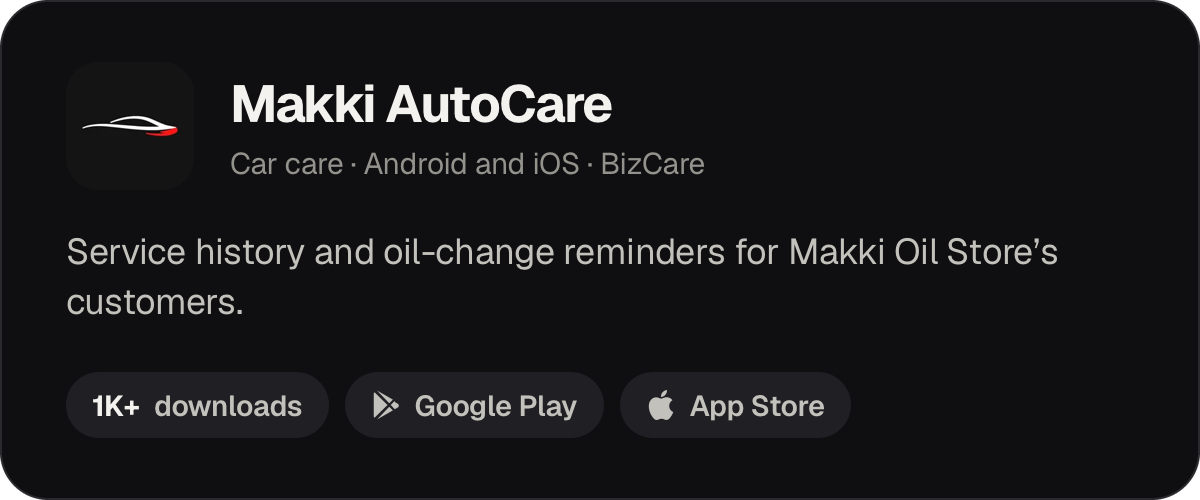 Makki AutoCare
Car care · Android and iOS · BizCare
Service history and oil-change reminders for Makki Oil Store’s
customers.
1K+ downloads
Google Play
App Store